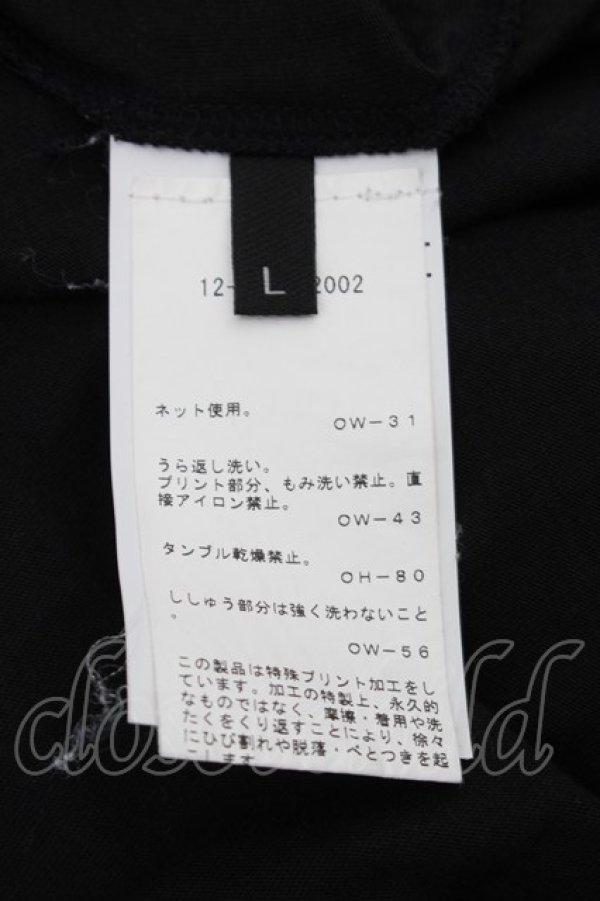 12- L 2002
ネット使用。
OW-31
うら返し洗い。
プリント部分、もみ洗い禁止。直
接アイロン禁止。
OW-43
タンブル乾燥禁止。
OH-80
ししゅう部分は強く洗わないこと
。
OW-56
この製品は特殊プリント加工をし
ています。加工の特製上、永久的
なものではなく、摩擦・着用や洗
たくをくり返すことにより、徐々
にひび割れや脱落・べとつきを起
こします。